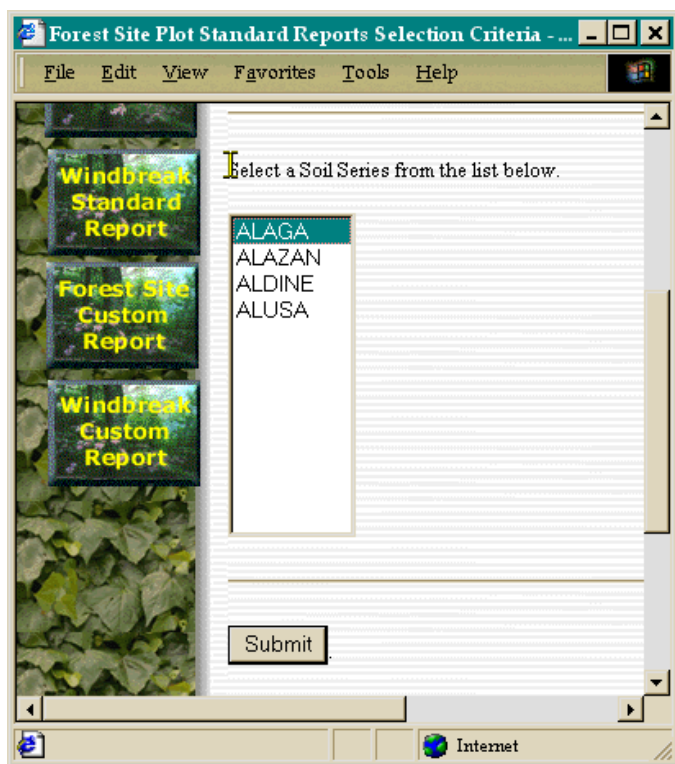 Forest Site Plot Standard Reports Selection Criteria - ...
File Edit View Favorites Tools Help
Windbreak
Standard
Report
Forest Site
Custom
Report
Windbreak
Custom
Report
Select a Soil Series from the list below.
ALAGA
ALAZAN
ALDINE
ALUSA
Submit.
Internet